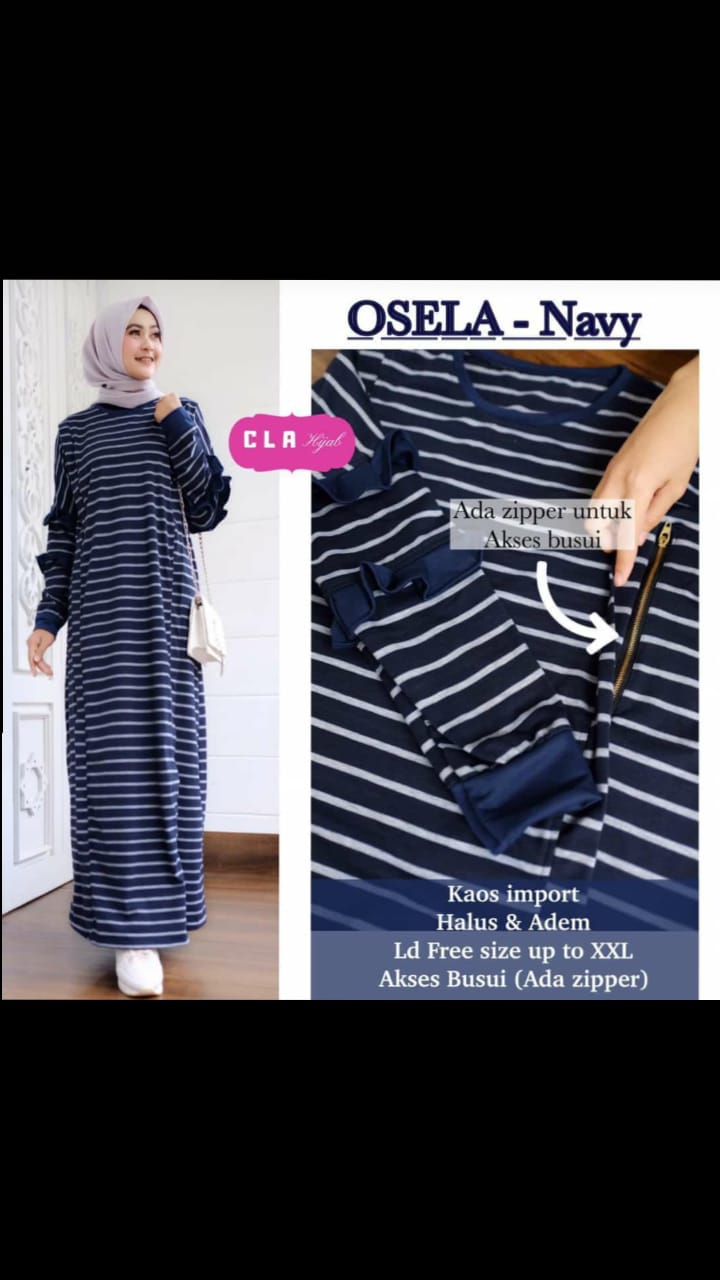 OSELA - Navy
CLA Hijab
Ada zipper untuk
Akses busui
Kaos import
Halus & Adem
Ld Free size up to XXL
Akses Busui (Ada zipper)